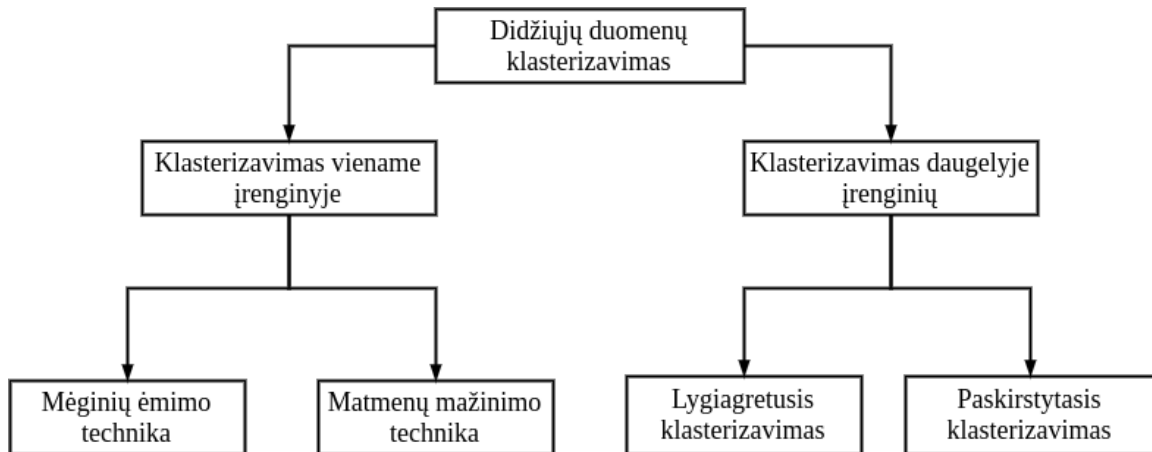 Didžiųjų duomenų
klasterizavimas
Klasterizavimas viename
įrenginyje
Klasterizavimas daugelyje
įrenginių
Mėginių ėmimo
technika
Matmenų mažinimo
technika
Lygiagretusis
klasterizavimas
Paskirstytasis
klasterizavimas